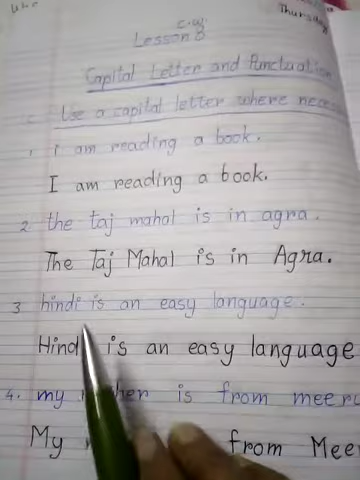 c.w.
Thursday
Lesson 8
Capital Letter and Punctuation
Use a capital letter where
1 i am reading a book.
I am reading a book.
2 the taj mahal is in agra.
The Taj Mahal is in Agra.
3 hindi is an easy language.
Hindi is an easy language
4. my is from
My from